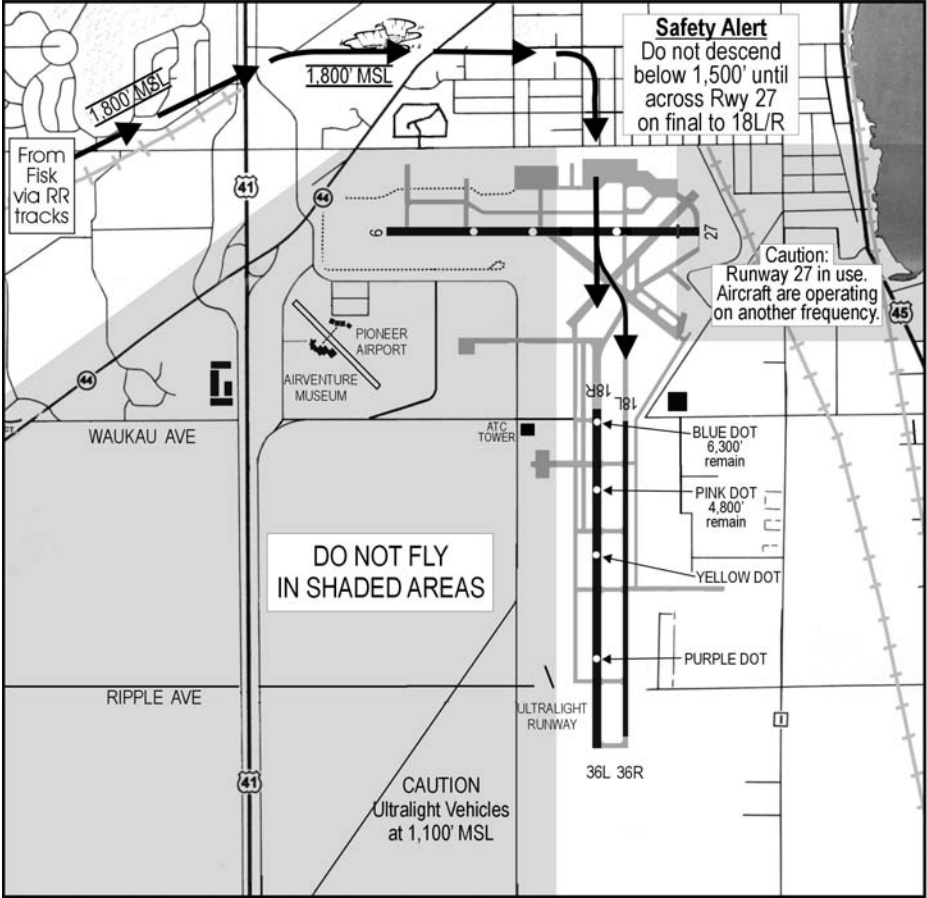 Safety Alert
Do not descend
below 1,500’ until
across Rwy 27
on final to 18L/R
1,800’ MSL
1,800’ MSL
From
Fisk
via RR
tracks
41
44
9
27
Caution:
Runway 27 in use.
Aircraft are operating
on another frequency.
45
PIONEER
AIRPORT
AIRVENTURE
MUSEUM
44
18R
18L
WAUKAU AVE
ATC
TOWER
BLUE DOT
6,300’
remain
PINK DOT
4,800’
remain
DO NOT FLY
IN SHADED AREAS
YELLOW DOT
PURPLE DOT
RIPPLE AVE
ULTRALIGHT
RUNWAY
I
36L 36R
41
CAUTION
Ultralight Vehicles
at 1,100’ MSL